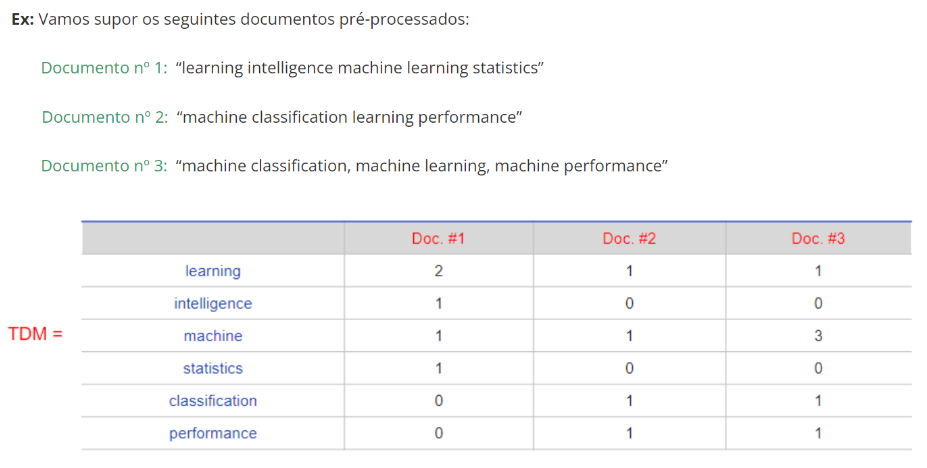 Ex: Vamos supor os seguintes documentos pré-processados:
Documento nº 1: “learning intelligence machine learning statistics”
Documento nº 2: “machine classification learning performance”
Documento nº 3: “machine classification, machine learning, machine performance”
Doc. #1 Doc. #2 Doc. #3
learning 2 1 1
intelligence 1 0 0
TDM = machine 1 1 3
statistics 1 0 0
classification 0 1 1
performance 0 1 1